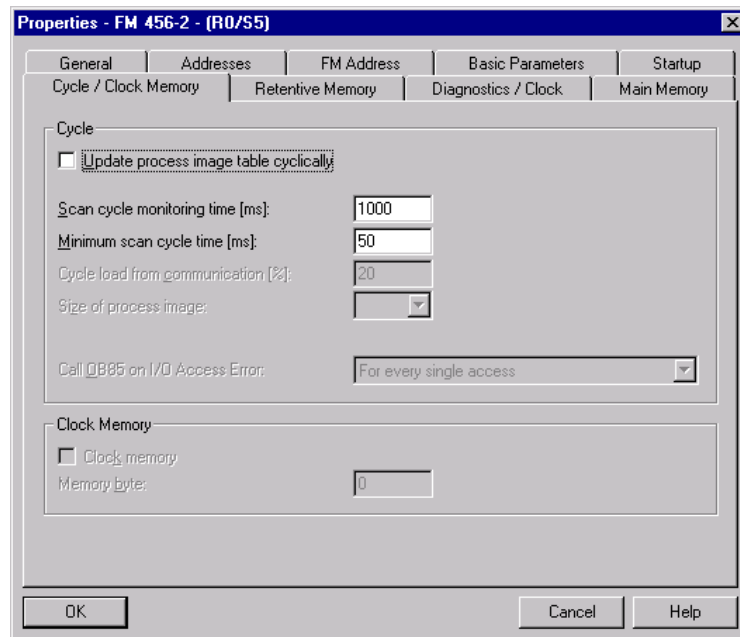 Properties - FM 456-2 - (R0/S5)
General Addresses FM Address Basic Parameters Startup
Cycle / Clock Memory Retentive Memory Diagnostics / Clock Main Memory
Cycle
Update process image table cyclically
Scan cycle monitoring time [ms]: 1000
Minimum scan cycle time [ms]: 50
Cycle load from communication [%]: 20
Size of process image:
Call OB85 on I/O Access Error: For every single access
Clock Memory
Clock memory
Memory byte: 0
OK Cancel Help